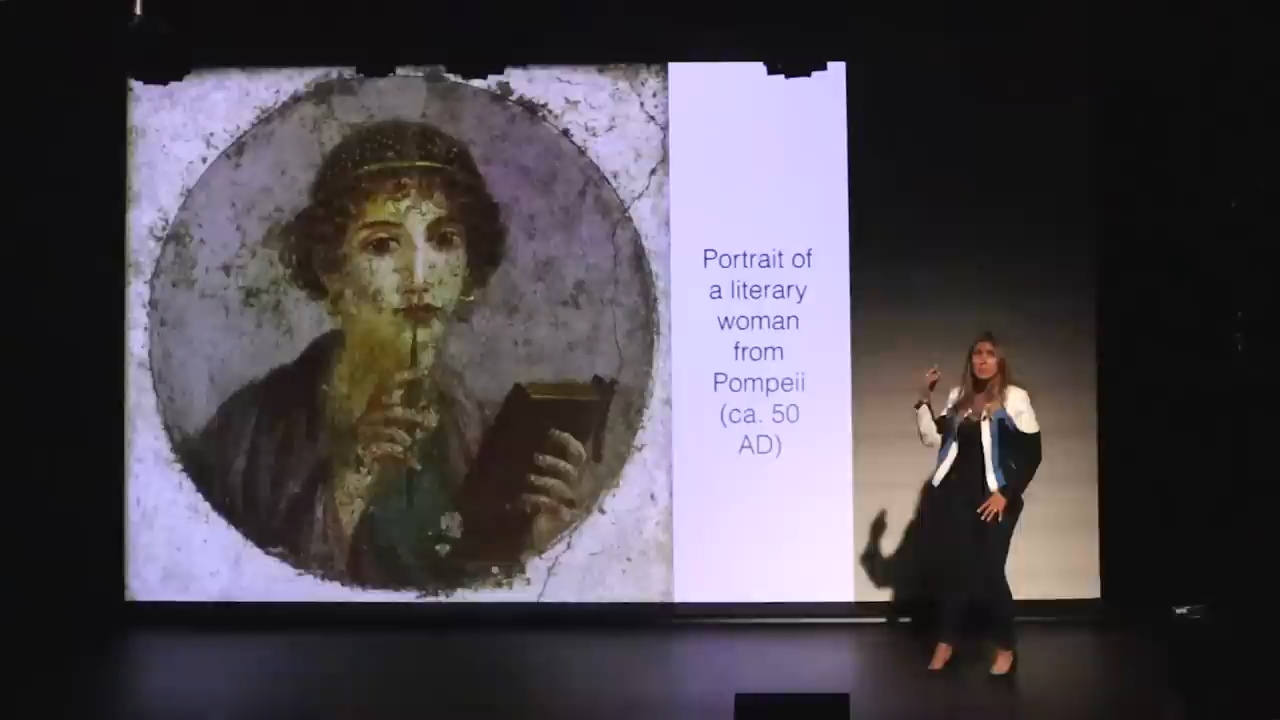 Portrait of
a literary
woman
from
Pompeii
(ca. 50
AD)